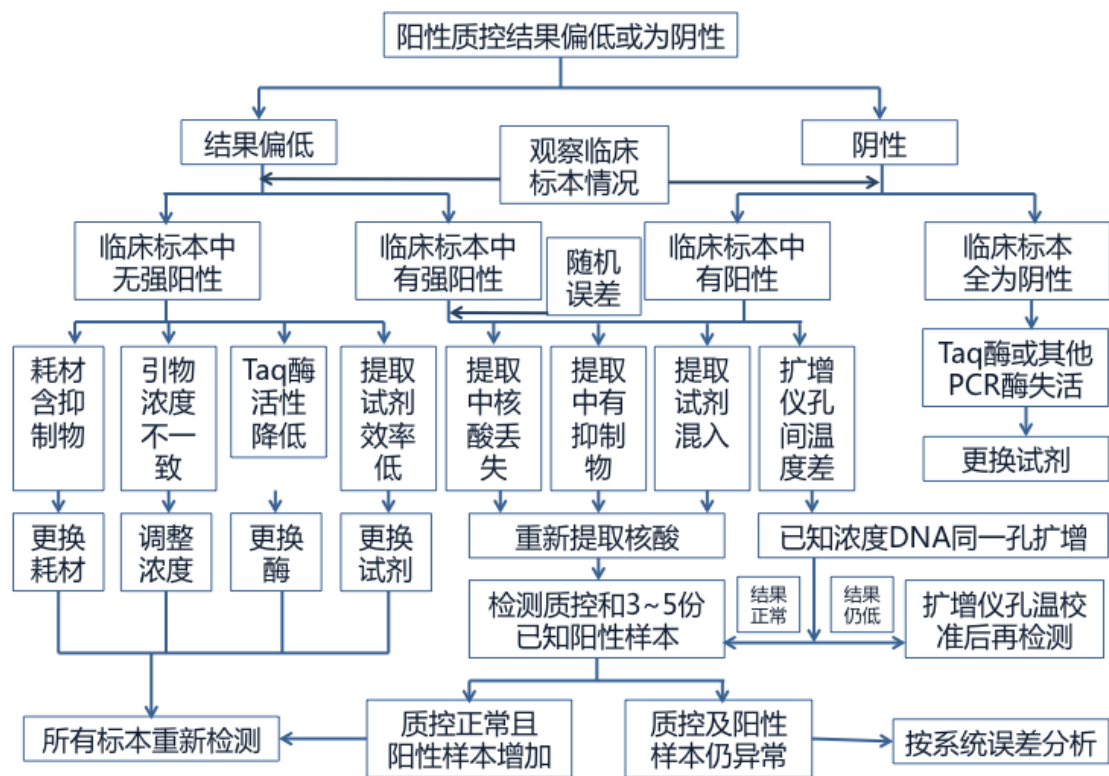 阳性质控结果偏低或为阴性
结果偏低
观察临床
标本情况
阴性
临床标本中
无强阳性
临床标本中
有强阳性
随机
误差
临床标本中
有阳性
临床标本
全为阴性
耗材
含抑
制物
引物
浓度
不一
致
Taq酶
活性
降低
提取
试剂
效率
低
提取
中核
酸丢
失
提取
中有
抑制
物
提取
试剂
混入
扩增
仪孔
间温
度差
Taq酶或其他
PCR酶失活
更换试剂
更换
耗材
调整
浓度
更换
酶
更换
试剂
重新提取核酸
已知浓度DNA同一孔扩增
检测质控和3~5份
已知阳性样本
结果
正常
结果
仍低
扩增仪孔温校
准后再检测
所有标本重新检测
质控正常且
阳性样本增加
质控及阳性
样本仍异常
按系统误差分析